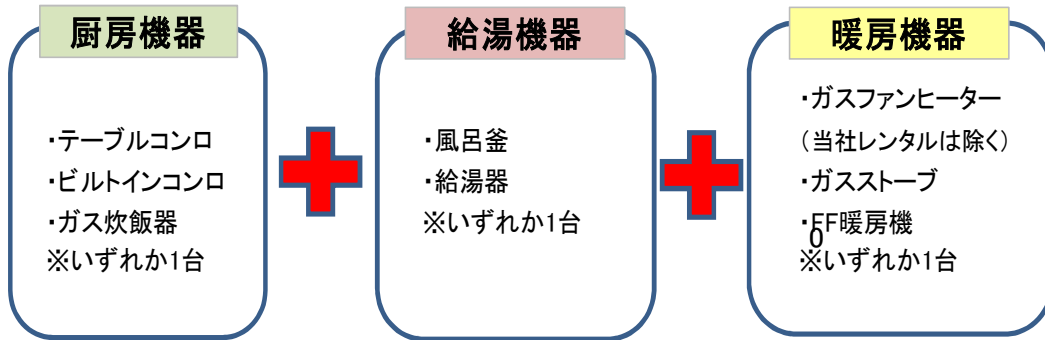 厨房機器
・テーブルコンロ
・ビルトインコンロ
・ガス炊飯器
※いずれか1台
給湯機器
・風呂釜
・給湯器
※いずれか1台
暖房機器
・ガスファンヒーター
（当社レンタルは除く）
・ガスストーブ
・FF暖房機
0
※いずれか1台